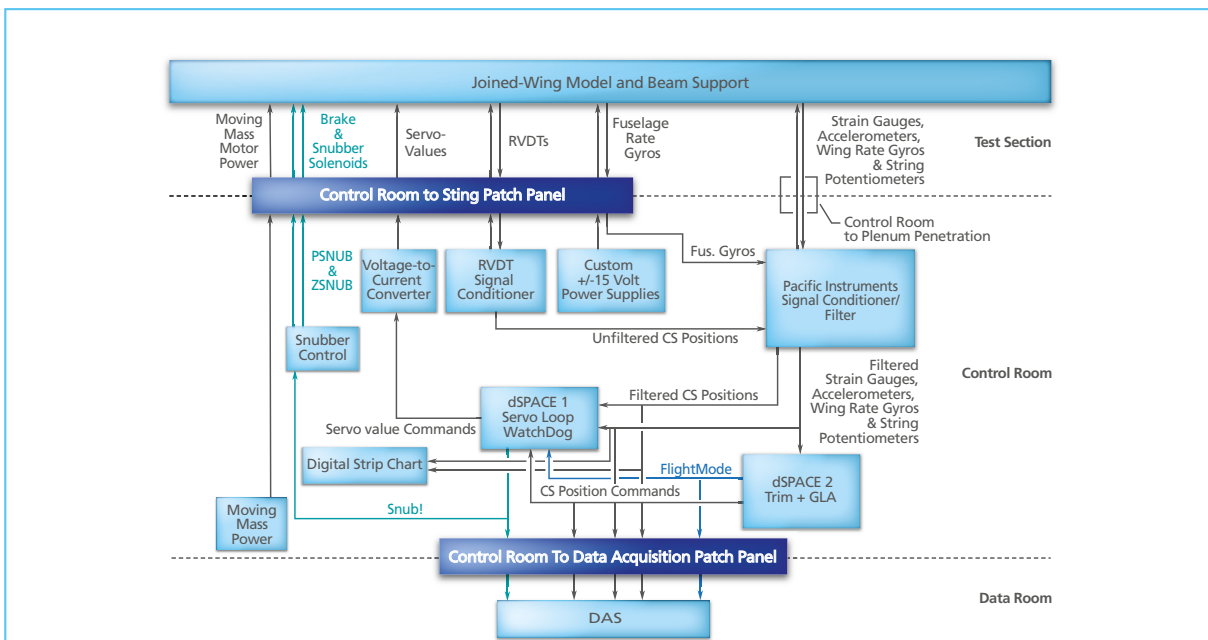 Joined-Wing Model and Beam Support
Moving
Mass
Motor
Power
Brake
&
Snubber
Solenoids
Servo-
Values
RVDTs
Fuselage
Rate
Gyros
Strain Gauges,
Accelerometers,
Wing Rate Gyros
& String
Potentiometers
Test Section
Control Room to Sting Patch Panel
Control Room
to Plenum Penetration
PSNUB
&
ZSNUB
Voltage-to-
Current
Converter
RVDT
Signal
Conditioner
Custom
+/-15 Volt
Power Supplies
Fus. Gyros
Pacific Instruments
Signal Conditioner/
Filter
Unfiltered CS Positions
Snubber
Control
Filtered
Strain Gauges,
Accelerometers,
Wing Rate Gyros
& String
Potentiometers
Control Room
Filtered CS Positions
dSPACE 1
Servo Loop
WatchDog
Servo value Commands
Digital Strip Chart
FlightMode
CS Position Commands
dSPACE 2
Trim + GLA
Snub!
Moving
Mass
Power
Control Room To Data Acquisition Patch Panel
Data Room
DAS